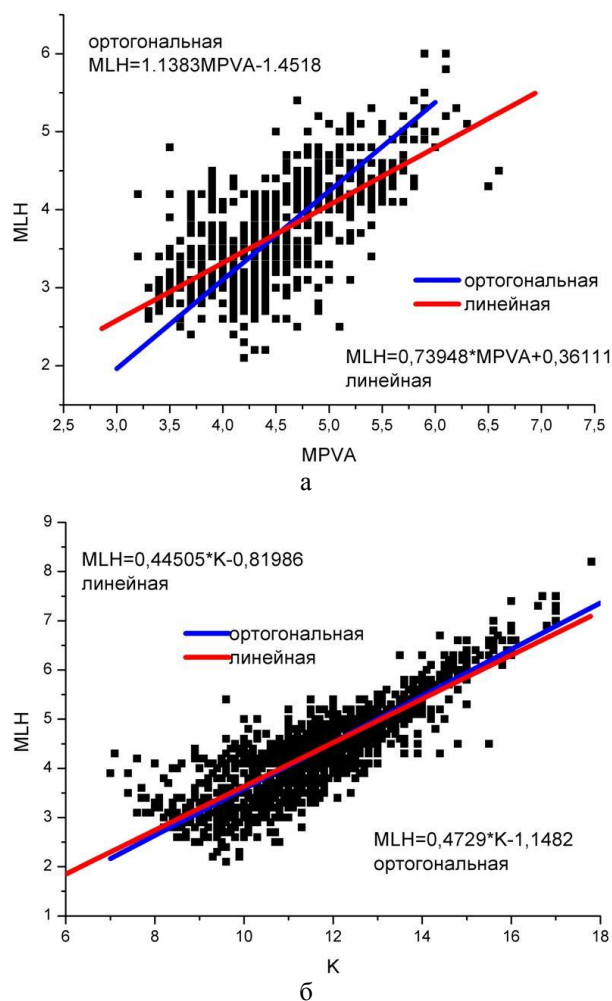 ортогональная
MLH=1.1383MPVA-1.4518
6
5
4
3
2
MLH
ортогональная
линейная
MLH=0,73948*MPVA+0,36111
линейная
2,5 3,0 3,5 4,0 4,5 5,0 5,5 6,0 6,5 7,0 7,5
MPVA
а
9
8
7
6
5
4
3
2
1
MLH
MLH=0,44505*K-0,81986
линейная
ортогональная
линейная
MLH=0,4729*K-1,1482
ортогональная
6 8 10 12 14 16 18
K
б